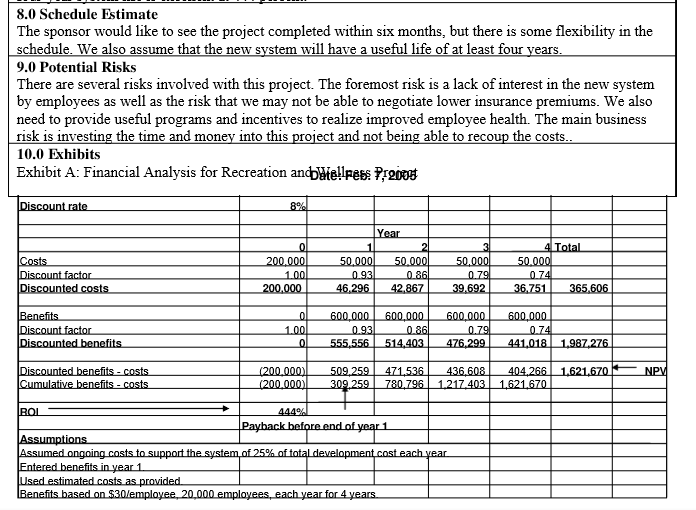 8.0 Schedule Estimate
The sponsor would like to see the project completed within six months, but there is some flexibility in the
schedule. We also assume that the new system will have a useful life of at least four years.
9.0 Potential Risks
There are several risks involved with this project. The foremost risk is a lack of interest in the new system
by employees as well as the risk that we may not be able to negotiate lower insurance premiums. We also
need to provide useful programs and incentives to realize improved employee health. The main business
risk is investing the time and money into this project and not being able to recoup the costs..
10.0 Exhibits
Exhibit A: Financial Analysis for Recreation and Wellness Project
Date: Feb. 7, 2008
Discount rate 8%
Year
0 1 2 3 4 Total
Costs 200,000 50,000 50,000 50,000 50,000
Discount factor 1.00 0.93 0.86 0.79 0.74
Discounted costs 200,000 46,296 42,867 39,692 36,751 365,606
Benefits 0 600,000 600,000 600,000 600,000
Discount factor 1.00 0.93 0.86 0.79 0.74
Discounted benefits 0 555,556 514,403 476,299 441,018 1,987,276
Discounted benefits - costs (200,000) 509,259 471,536 436,608 404,266 1,621,670 NPV
Cumulative benefits - costs (200,000) 309,259 780,796 1,217,403 1,621,670
ROI 444%
Payback before end of year 1
Assumptions
Assumed ongoing costs to support the system of 25% of total development cost each year
Entered benefits in year 1
Used estimated costs as provided
Benefits based on $30/employee, 20,000 employees, each year for 4 years